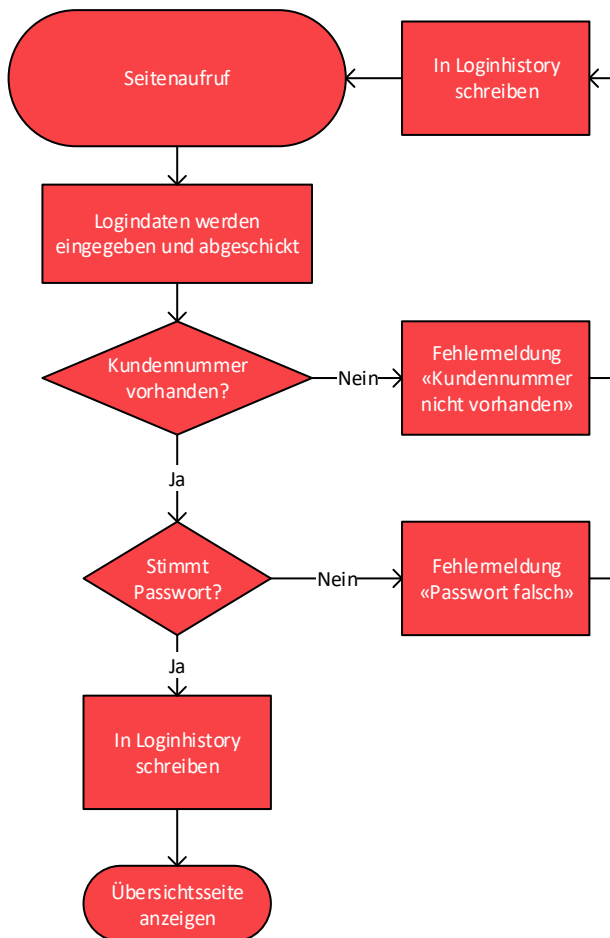 Seitenaufruf
In Loginhistory
schreiben
Logindaten werden
eingegeben und abgeschickt
Kundennummer
vorhanden?
Nein
Fehlermeldung
«Kundennummer
nicht vorhanden»
Ja
Stimmt
Passwort?
Nein
Fehlermeldung
«Passwort falsch»
Ja
In Loginhistory
schreiben
Übersichtsseite
anzeigen